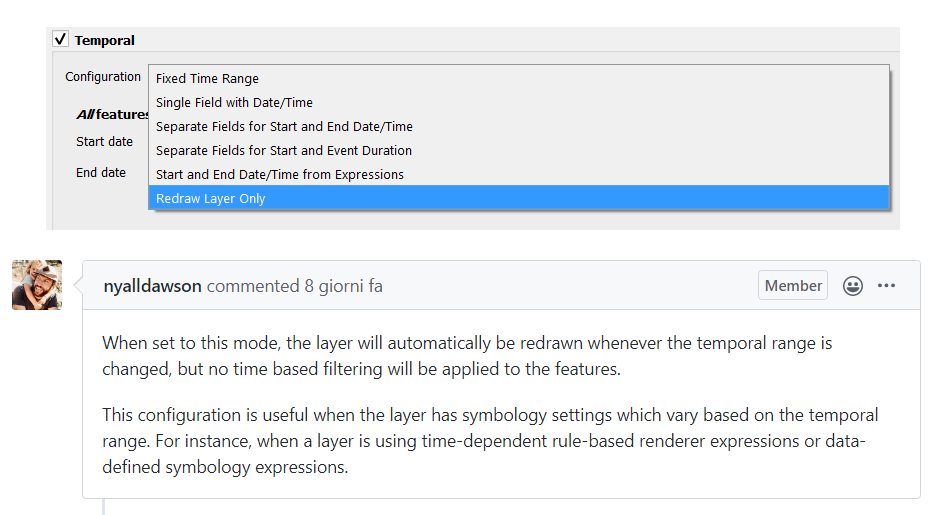 Temporal
Configuration
Fixed Time Range
Single Field with Date/Time
Separate Fields for Start and End Date/Time
Separate Fields for Start and Event Duration
Start and End Date/Time from Expressions
Redraw Layer Only
All features
Start date
End date
nyalldawson commented 8 giorni fa
Member
When set to this mode, the layer will automatically be redrawn whenever the temporal range is
changed, but no time based filtering will be applied to the features.
This configuration is useful when the layer has symbology settings which vary based on the temporal
range. For instance, when a layer is using time-dependent rule-based renderer expressions or data-
defined symbology expressions.